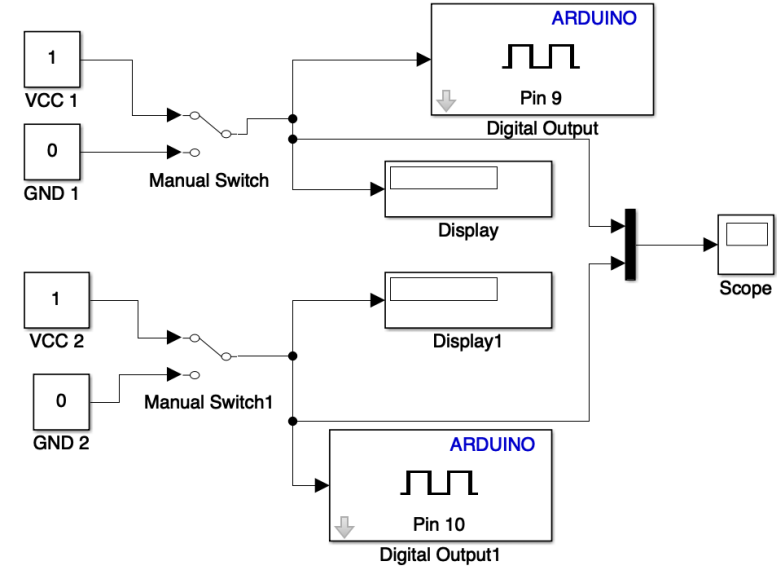 ARDUINO
1
Pin 9
VCC 1
Digital Output
0
Manual Switch
GND 1
Display
1
Scope
VCC 2
Display1
0
Manual Switch1
GND 2
ARDUINO
Pin 10
Digital Output1